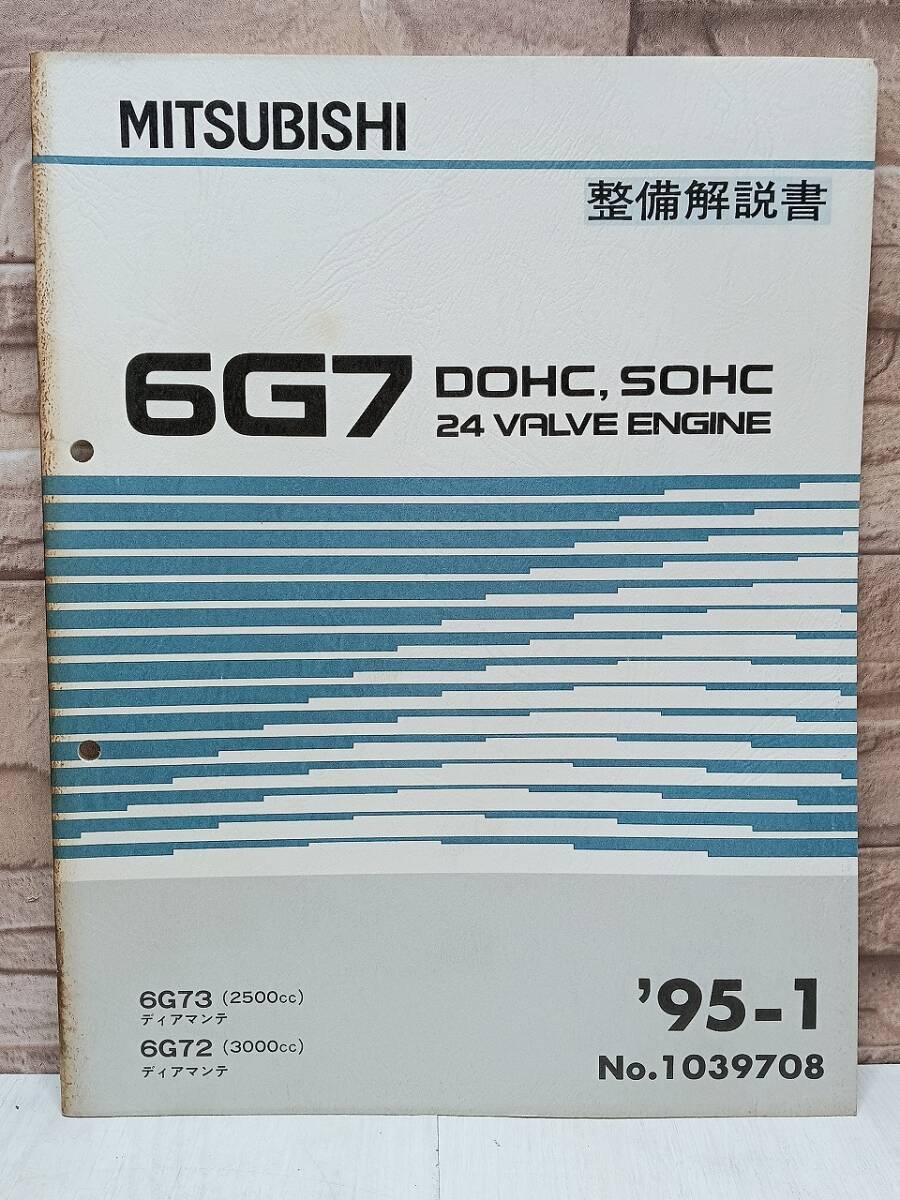 MITSUBISHI
整備解説書
6G7 DOHC, SOHC
24 VALVE ENGINE
6G73 (2500cc)
ディアマンテ
6G72 (3000cc)
ディアマンテ
'95-1
No.1039708